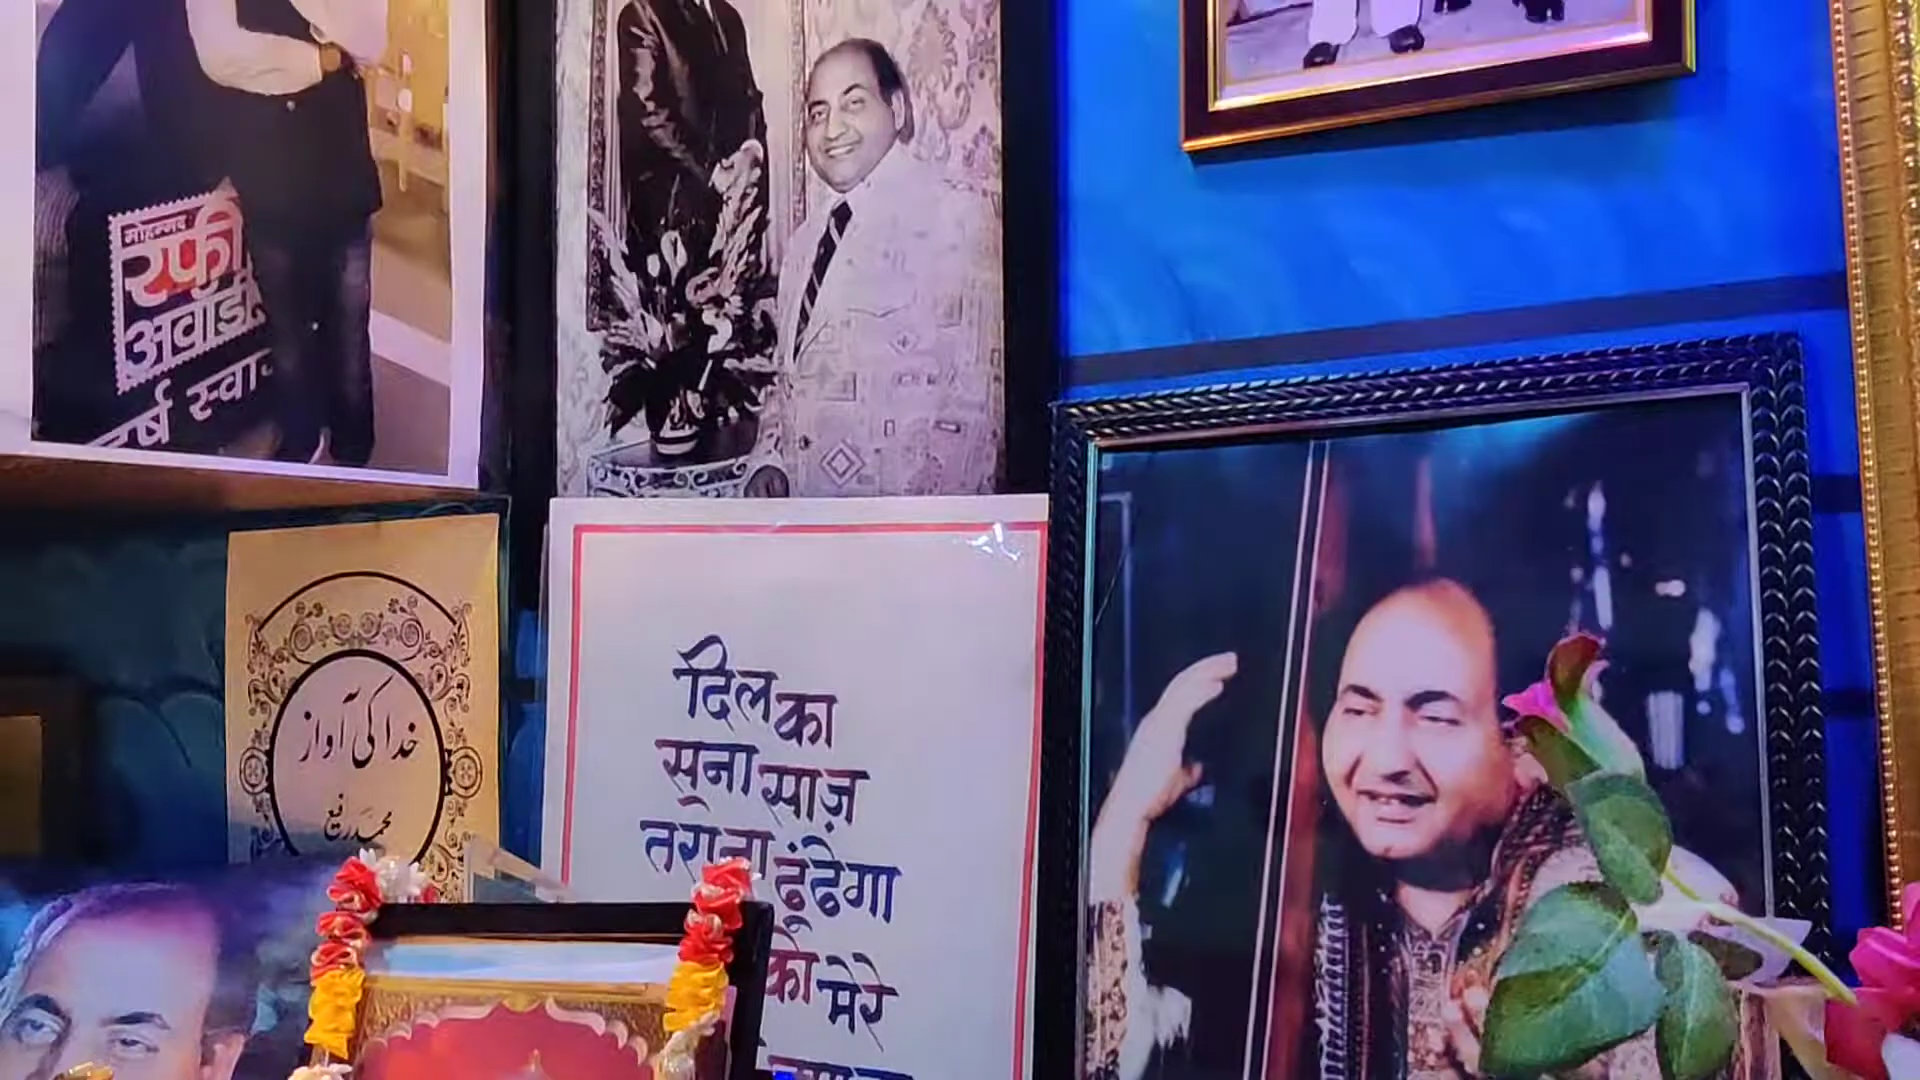 मोहम्मद
रफी
अवॉर्ड
स्वा
خدا کی آواز
محمد رفیع
दिल का
सूना साज़
तराना ढूंढेगा
को मेरे